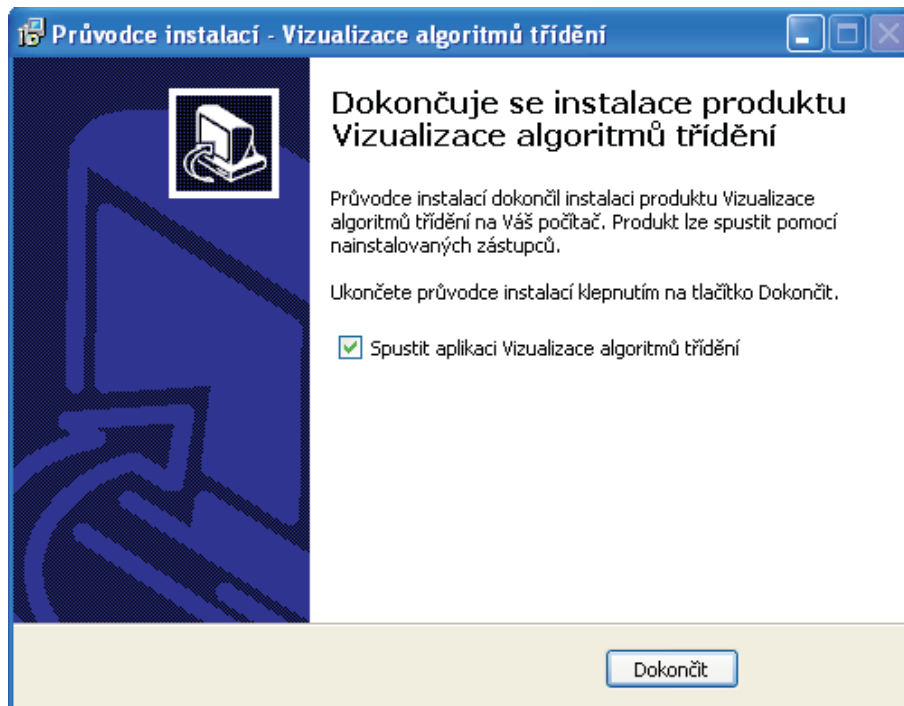 Průvodce instalací - Vizualizace algoritmů třídění
Dokončuje se instalace produktu
Vizualizace algoritmů třídění
Průvodce instalací dokončil instalaci produktu Vizualizace
algoritmů třídění na Váš počítač. Produkt lze spustit pomocí
nainstalovaných zástupců.
Ukončete průvodce instalací klepnutím na tlačítko Dokončit.
Spustit aplikaci Vizualizace algoritmů třídění
Dokončit